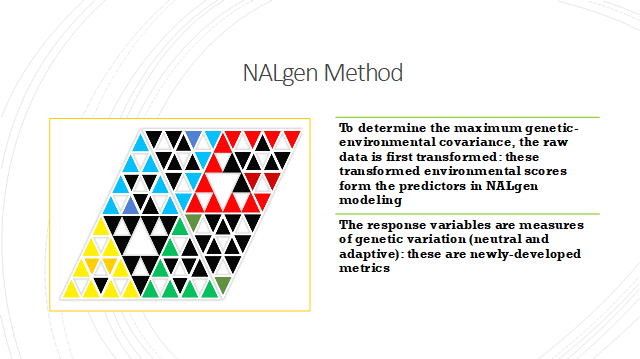 NALgen Method
To determine the maximum genetic-
environmental covariance, the raw
data is first transformed: these
transformed environmental scores
form the predictors in NALgen
modeling
The response variables are measures
of genetic variation (neutral and
adaptive): these are newly-developed
metrics